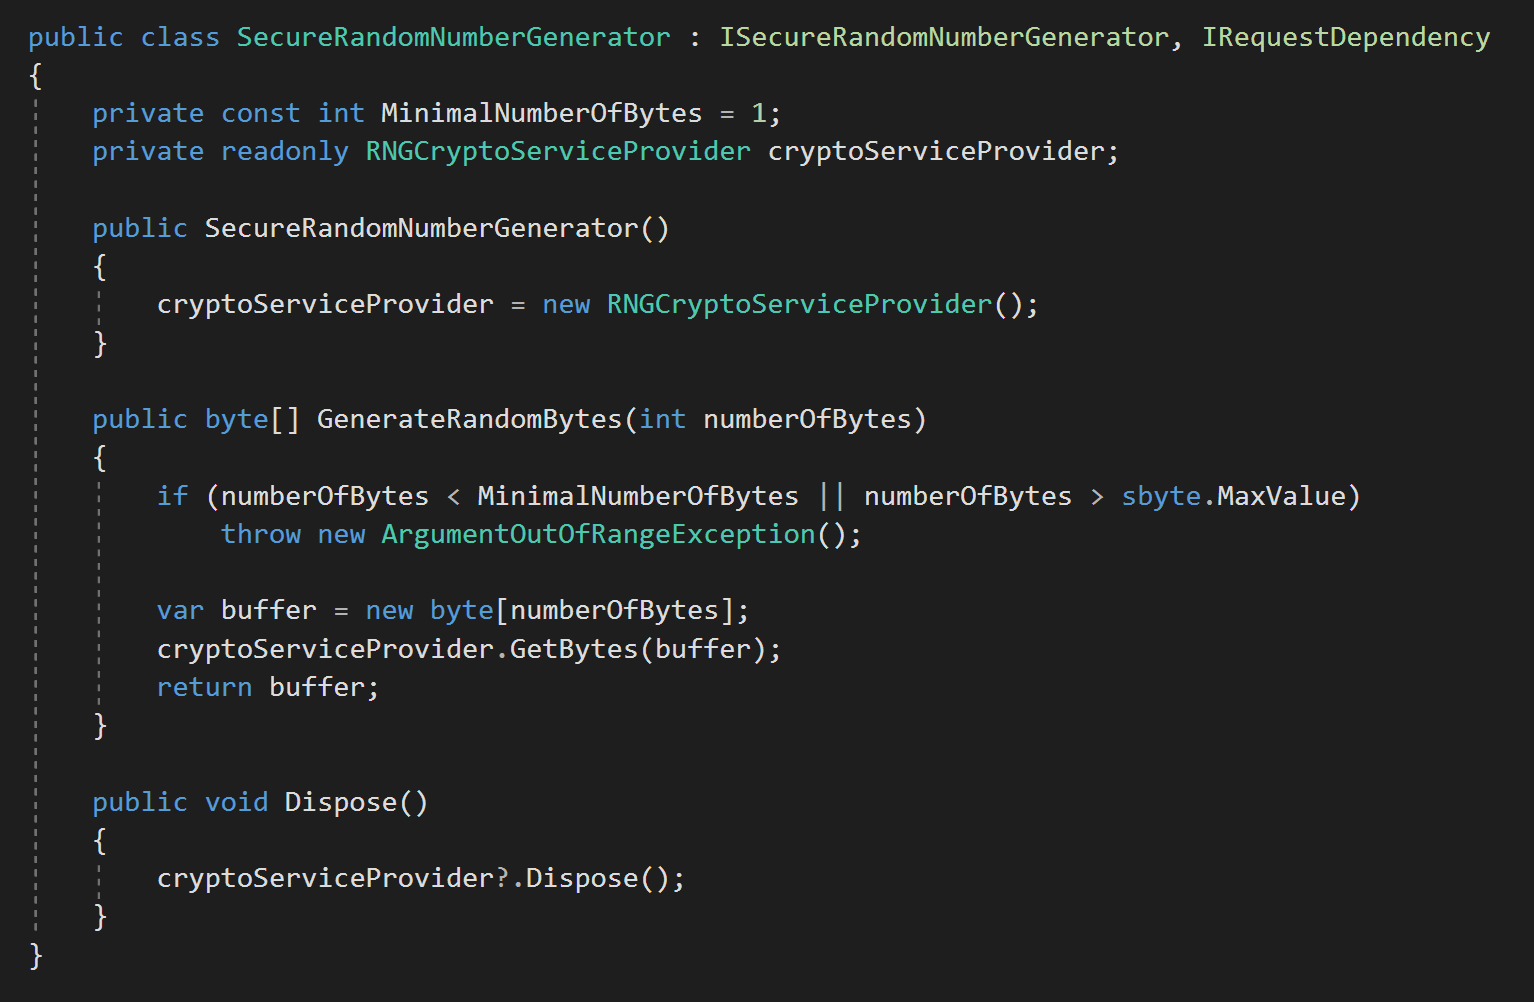 public class SecureRandomNumberGenerator : ISecureRandomNumberGenerator, IRequestDependency
{
    private const int MinimalNumberOfBytes = 1;
    private readonly RNGCryptoServiceProvider cryptoServiceProvider;

    public SecureRandomNumberGenerator()
    {
        cryptoServiceProvider = new RNGCryptoServiceProvider();
    }

    public byte[] GenerateRandomBytes(int numberOfBytes)
    {
        if (numberOfBytes < MinimalNumberOfBytes || numberOfBytes > sbyte.MaxValue)
            throw new ArgumentOutOfRangeException();

        var buffer = new byte[numberOfBytes];
        cryptoServiceProvider.GetBytes(buffer);
        return buffer;
    }

    public void Dispose()
    {
        cryptoServiceProvider?.Dispose();
    }
}